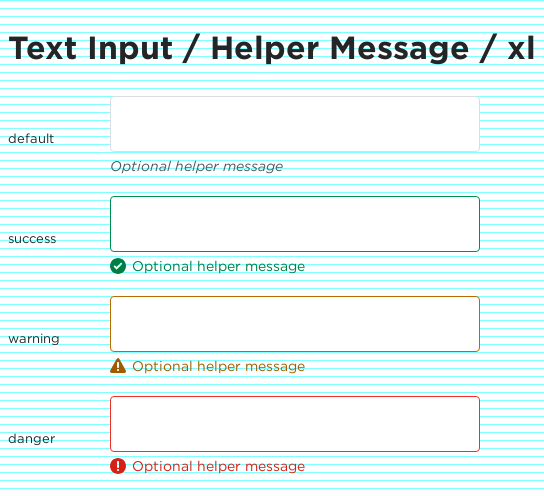 Text Input / Helper Message / xl
default
Optional helper message
success
Optional helper message
warning
Optional helper message
danger
Optional helper message